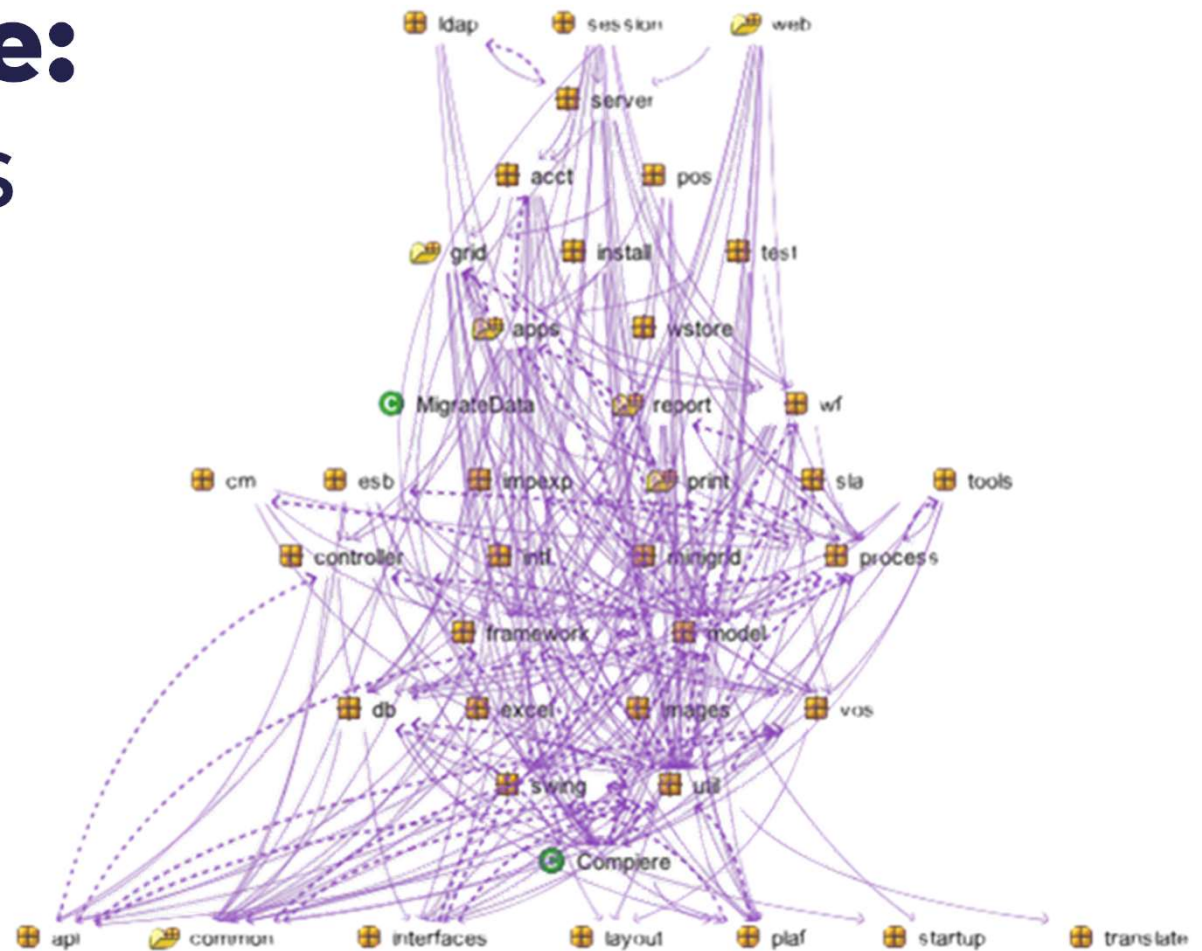 e:
s
ldap session web
server
acct pos
grid install test
apps wstore
MigrateData report wf
cm esb impexp print sla tools
controller intl minigrid process
framework model
db excel images vos
swing util
C Compiere
api common interfaces layout plaf startup translate